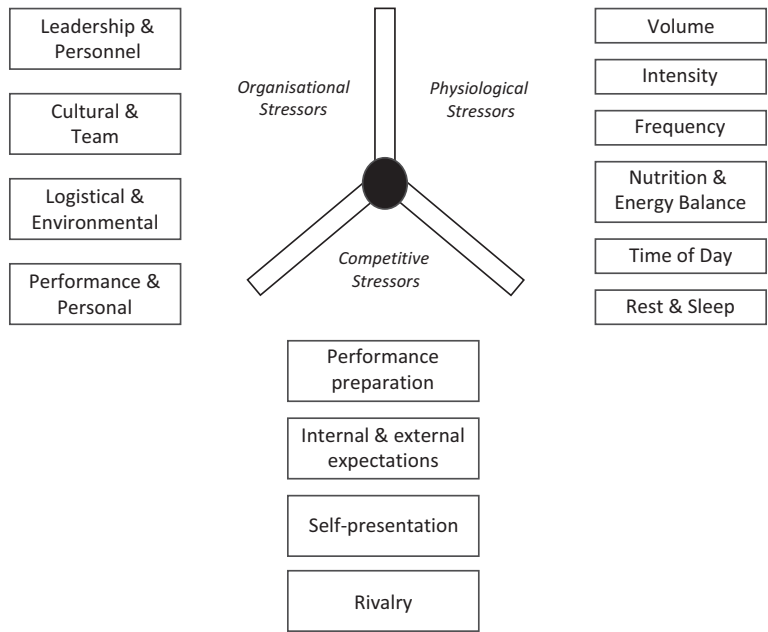 Leadership &
Personnel
Cultural &
Team
Logistical &
Environmental
Performance &
Personal
Organisational
Stressors
Physiological
Stressors
Competitive
Stressors
Volume
Intensity
Frequency
Nutrition &
Energy Balance
Time of Day
Rest & Sleep
Performance
preparation
Internal & external
expectations
Self-presentation
Rivalry